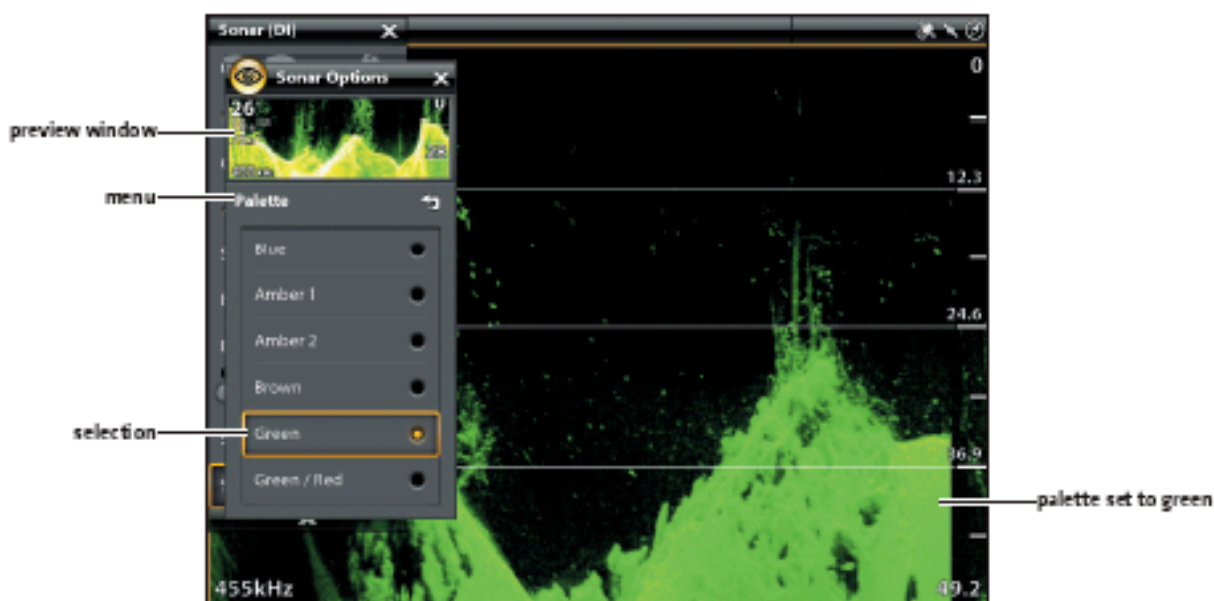 Sonar (DI)
0
Sonar Options
26
preview window
12.3
menu
Palette
Blue
Amber 1
24.6
Amber 2
Brown
selection
Green
36.9
Green / Red
palette set to green
455kHz
49.2